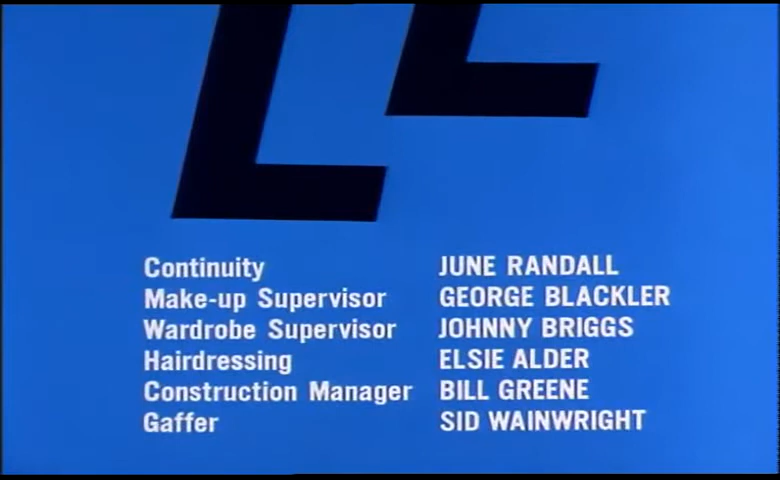 Continuity JUNE RANDALL
Make-up Supervisor GEORGE BLACKLER
Wardrobe Supervisor JOHNNY BRIGGS
Hairdressing ELSIE ALDER
Construction Manager BILL GREENE
Gaffer SID WAINWRIGHT